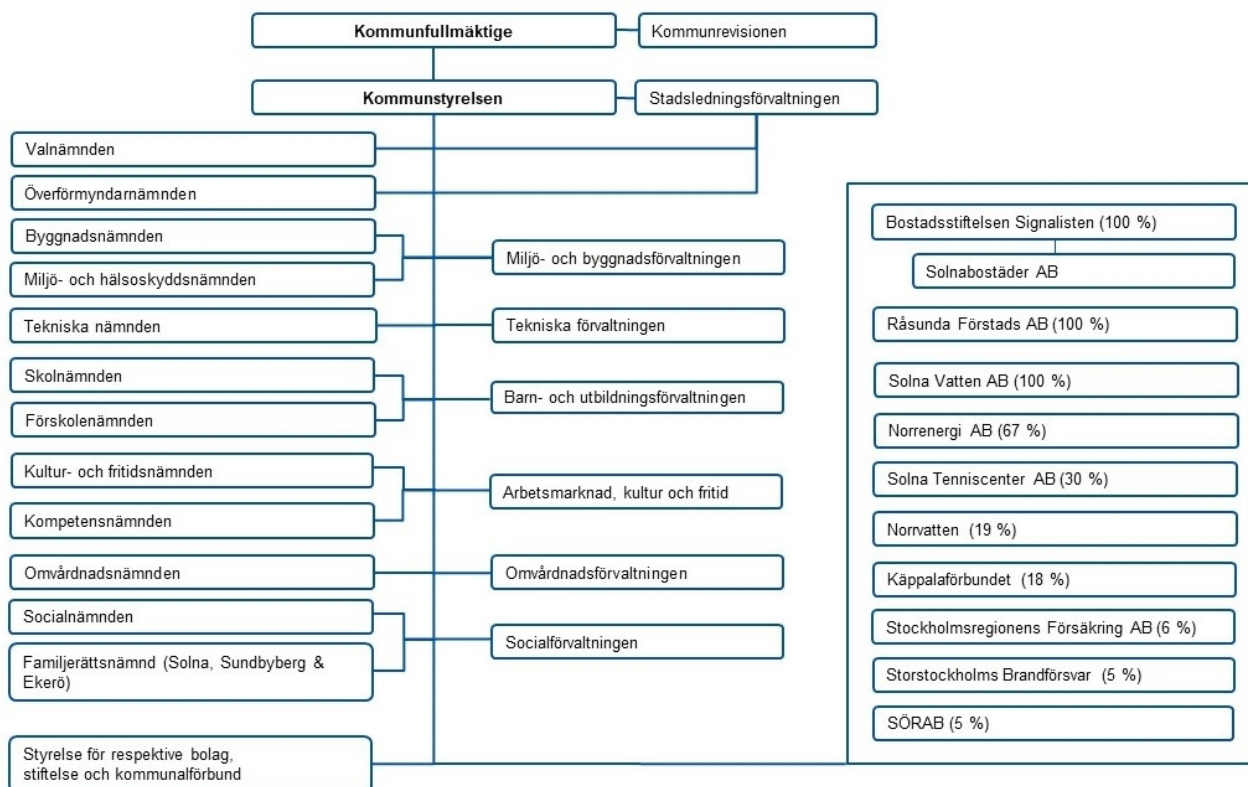 Kommunfullmäktige
Kommunrevisionen
Kommunstyrelsen
Stadsledningsförvaltningen
Valnämnden
Överförmyndarnämnden
Byggnadsnämnden
Miljö- och hälsoskyddsnämnden
Miljö- och byggnadsförvaltningen
Tekniska nämnden
Tekniska förvaltningen
Skolnämnden
Förskolenämnden
Barn- och utbildningsförvaltningen
Kultur- och fritidsnämnden
Kompetensnämnden
Arbetsmarknad, kultur och fritid
Omvårdnadsnämnden
Omvårdnadsförvaltningen
Socialnämnden
Familjerättsnämnd (Solna, Sundbyberg &
Ekerö)
Socialförvaltningen
Styrelse för respektive bolag,
stiftelse och kommunalförbund
Bostadsstiftelsen Signalisten (100 %)
Solnabostäder AB
Råsunda Förstads AB (100 %)
Solna Vatten AB (100 %)
Norrenergi AB (67 %)
Solna Tenniscenter AB (30 %)
Norrvatten (19 %)
Käppalaförbundet (18 %)
Stockholmsregionens Försäkring AB (6 %)
Storstockholms Brandförsvar (5 %)
SÖRAB (5 %)